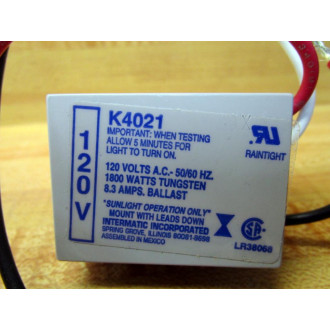 K4021
IMPORTANT: WHEN TESTING
ALLOW 5 MINUTES FOR
LIGHT TO TURN ON.
120V
120 VOLTS A.C.- 50/60 HZ.
1800 WATTS TUNGSTEN
8.3 AMPS. BALLAST
"SUNLIGHT OPERATION ONLY"
MOUNT WITH LEADS DOWN
INTERMATIC INCORPORATED
SPRING GROVE, ILLINOIS 60081-9698
ASSEMBLED IN MEXICO
RAINTIGHT
LR38066